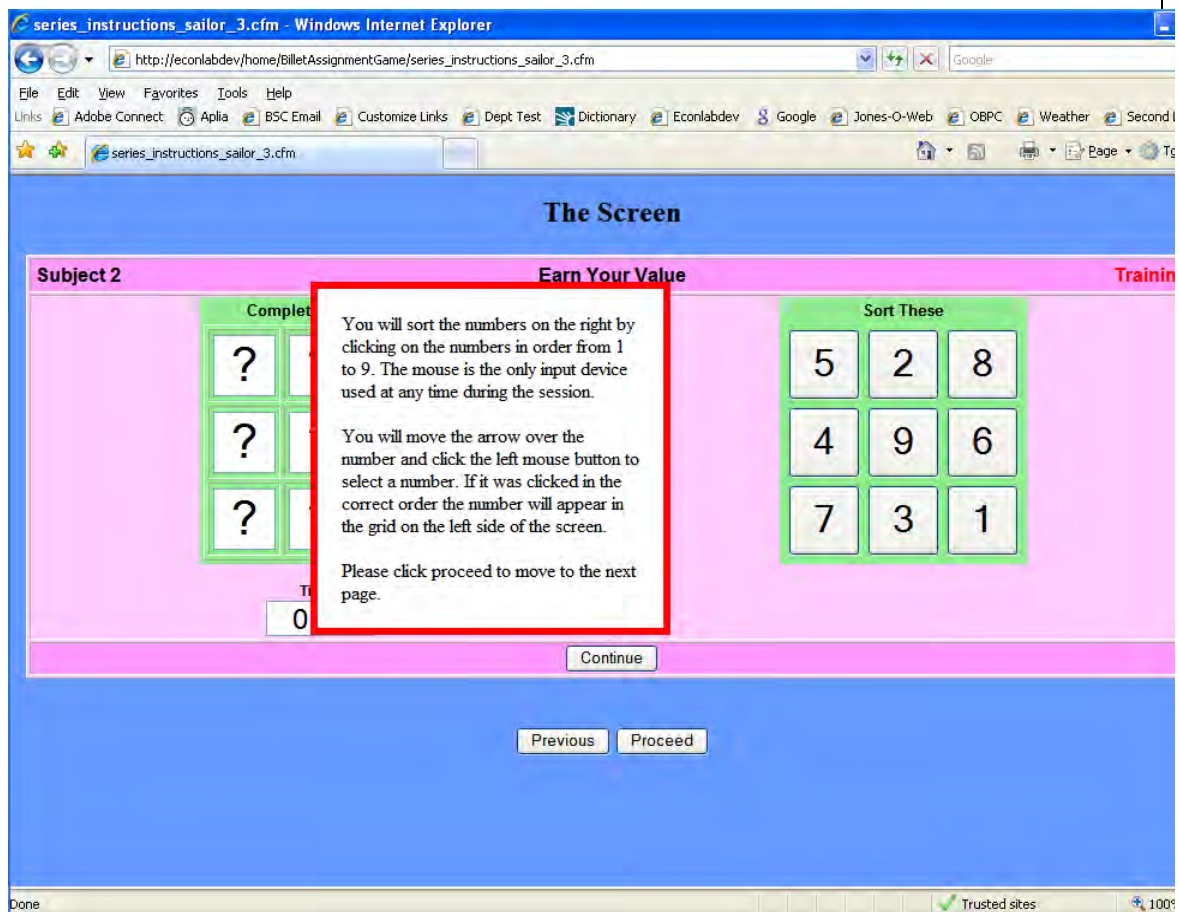 series_instructions_sailor_3.cfm - Windows Internet Explorer
http://econlabdev/home/BilletAssignmentGame/series_instructions_sailor_3.cfm
Google
File Edit View Favorites Tools Help
Links Adobe Connect Aplia BSC Email Customize Links Dept Test Dictionary Econlabdev Google Jones-O-Web OBPC Weather Second
series_instructions_sailor_3.cfm
Page
The Screen
Subject 2 Earn Your Value Trainin
Complet
?
?
?
0
You will sort the numbers on the right by
clicking on the numbers in order from 1
to 9. The mouse is the only input device
used at any time during the session.
You will move the arrow over the
number and click the left mouse button to
select a number. If it was clicked in the
correct order the number will appear in
the grid on the left side of the screen.
Please click proceed to move to the next
page.
Sort These
5 2 8
4 9 6
7 3 1
Continue
Previous Proceed
Done Trusted sites 100%